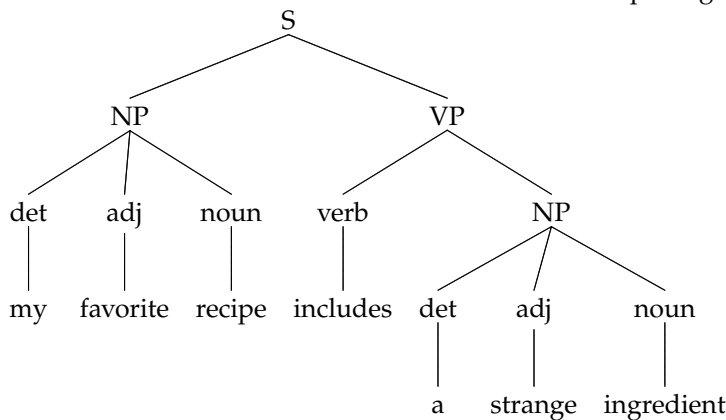 S
NP VP
det adj noun verb NP
my favorite recipe includes det adj noun
a strange ingredient